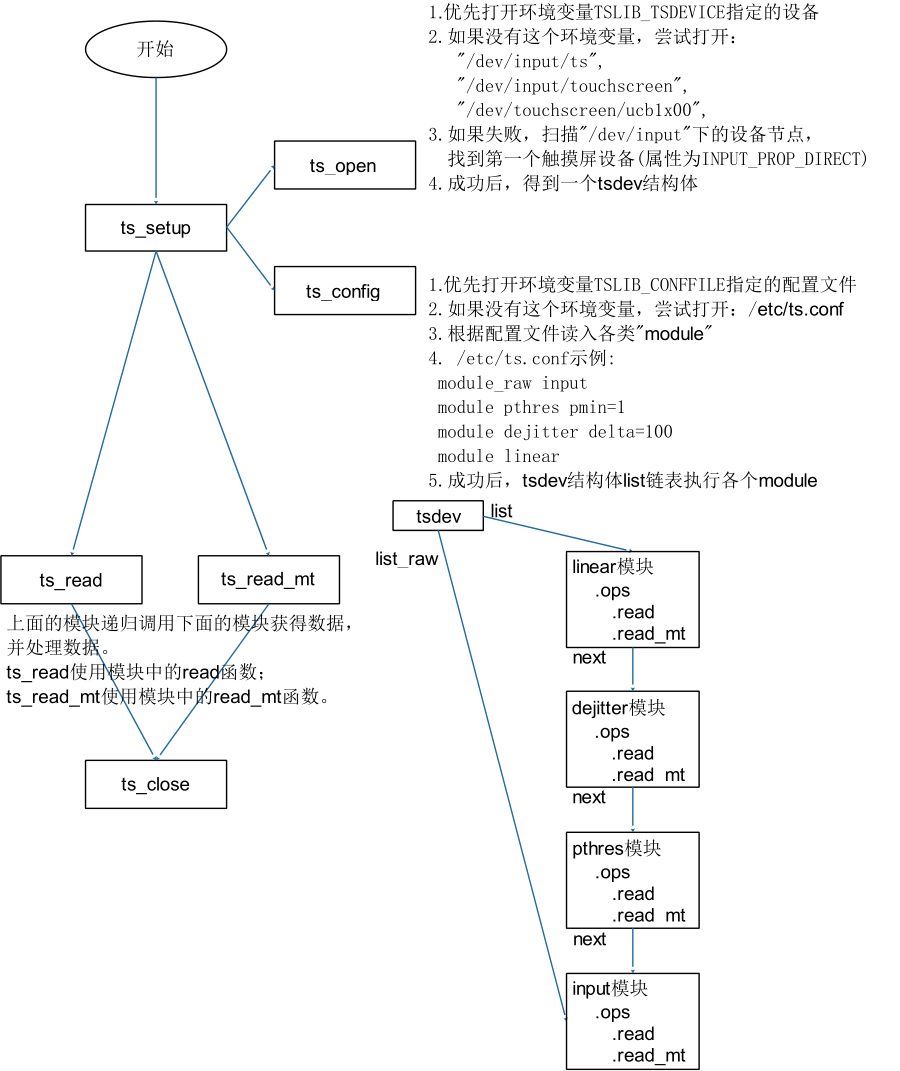 开始
ts_setup
ts_open
1.优先打开环境变量TSLIB_TSDEVICE指定的设备
2.如果没有这个环境变量，尝试打开：
"/dev/input/ts",
"/dev/input/touchscreen",
"/dev/touchscreen/ucb1x00",
3.如果失败，扫描"/dev/input"下的设备节点，
找到第一个触摸屏设备(属性为INPUT_PROP_DIRECT)
4.成功后，得到一个tsdev结构体
ts_config
1.优先打开环境变量TSLIB_CONFFILE指定的配置文件
2.如果没有这个环境变量，尝试打开：/etc/ts.conf
3.根据配置文件读入各类"module"
4. /etc/ts.conf示例:
module_raw input
module pthres pmin=1
module dejitter delta=100
module linear
5.成功后，tsdev结构体list链表执行各个module
ts_read
ts_read_mt
上面的模块递归调用下面的模块获得数据，
并处理数据。
ts_read使用模块中的read函数；
ts_read_mt使用模块中的read_mt函数。
ts_close
tsdev
list
list_raw
linear模块
.ops
.read
.read_mt
next
dejitter模块
.ops
.read
.read_mt
next
pthres模块
.ops
.read
.read_mt
next
input模块
.ops
.read
.read_mt